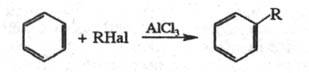 + RHal AlCl₃ R